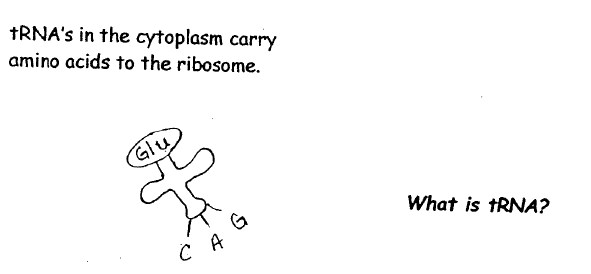 tRNA's in the cytoplasm carry
amino acids to the ribosome.
Glu
What is tRNA?
C A G